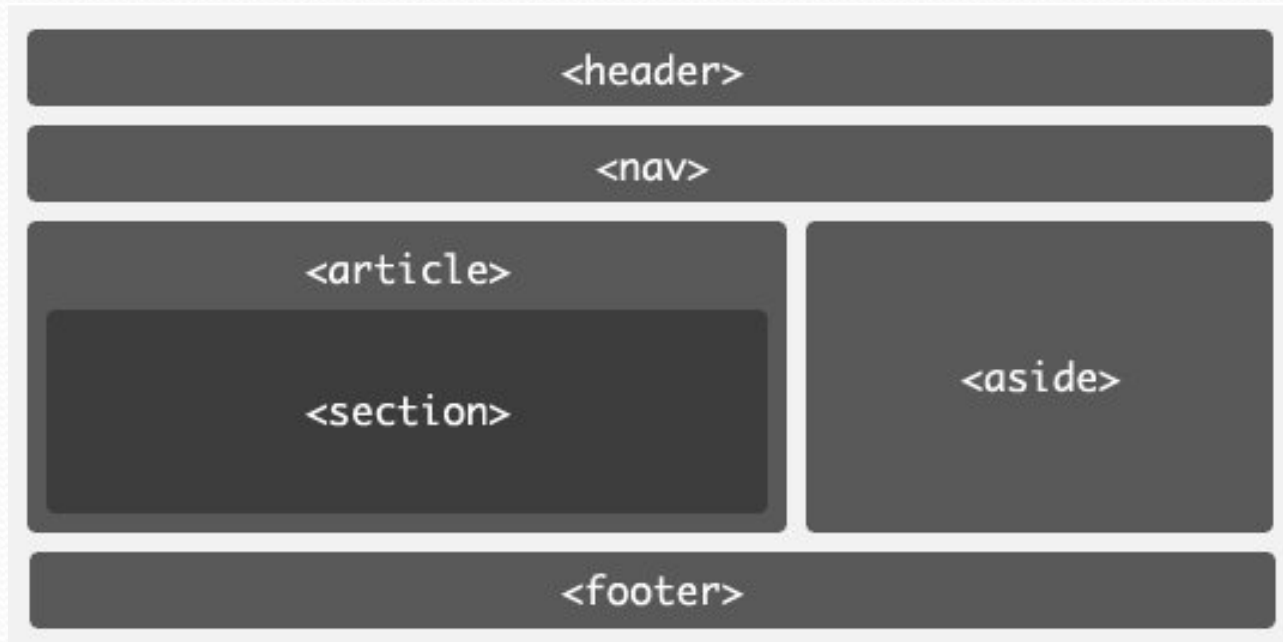 <header>
<nav>
<article>
<section>
<aside>
<footer>